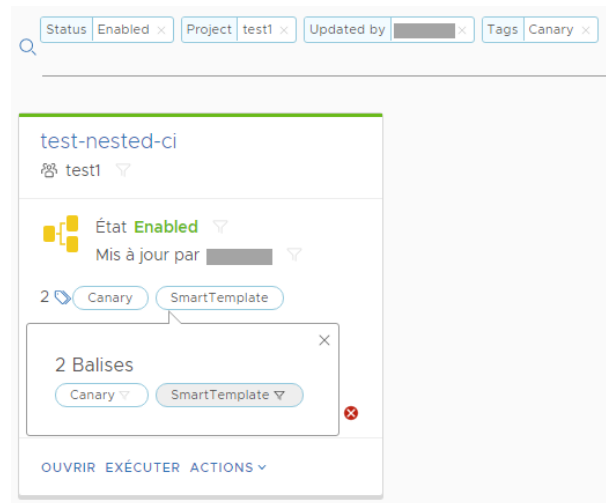 Status Enabled × Project test1 × Updated by × Tags Canary ×
test-nested-ci
test1
État Enabled
Mis à jour par
2 Canary SmartTemplate
2 Balises
Canary SmartTemplate
OUVRIR EXÉCUTER ACTIONS